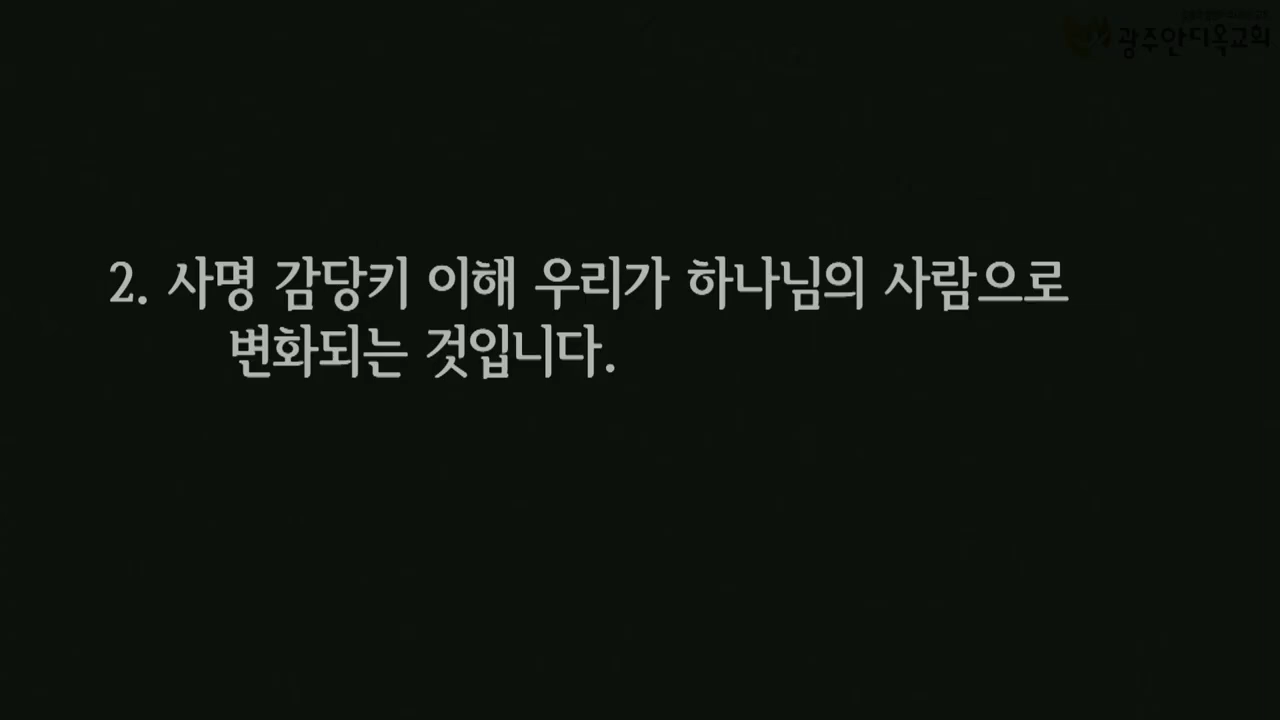 광주안디옥교회
2. 사명 감당키 이해 우리가 하나님의 사람으로
변화되는 것입니다.